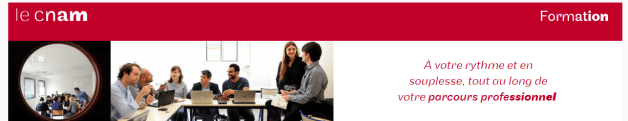 le cnam
Formation
À votre rythme et en
souplesse, tout au long de
votre parcours professionnel